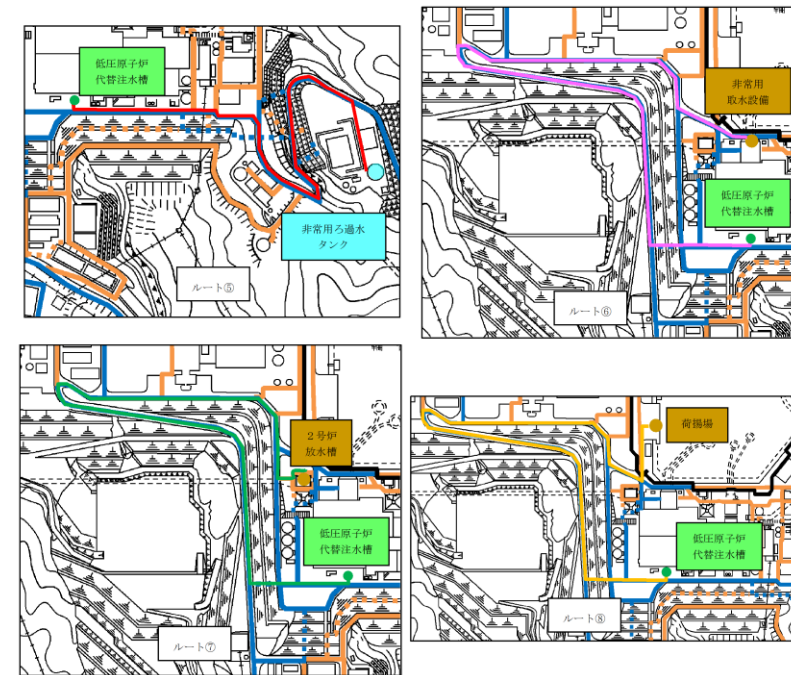 低圧原子炉
代替注水槽
非常用ろ過水
タンク
ルート⑤
非常用
取水設備
低圧原子炉
代替注水槽
ルート⑥
2号炉
放水槽
低圧原子炉
代替注水槽
ルート⑦
荷揚場
低圧原子炉
代替注水槽
ルート⑧